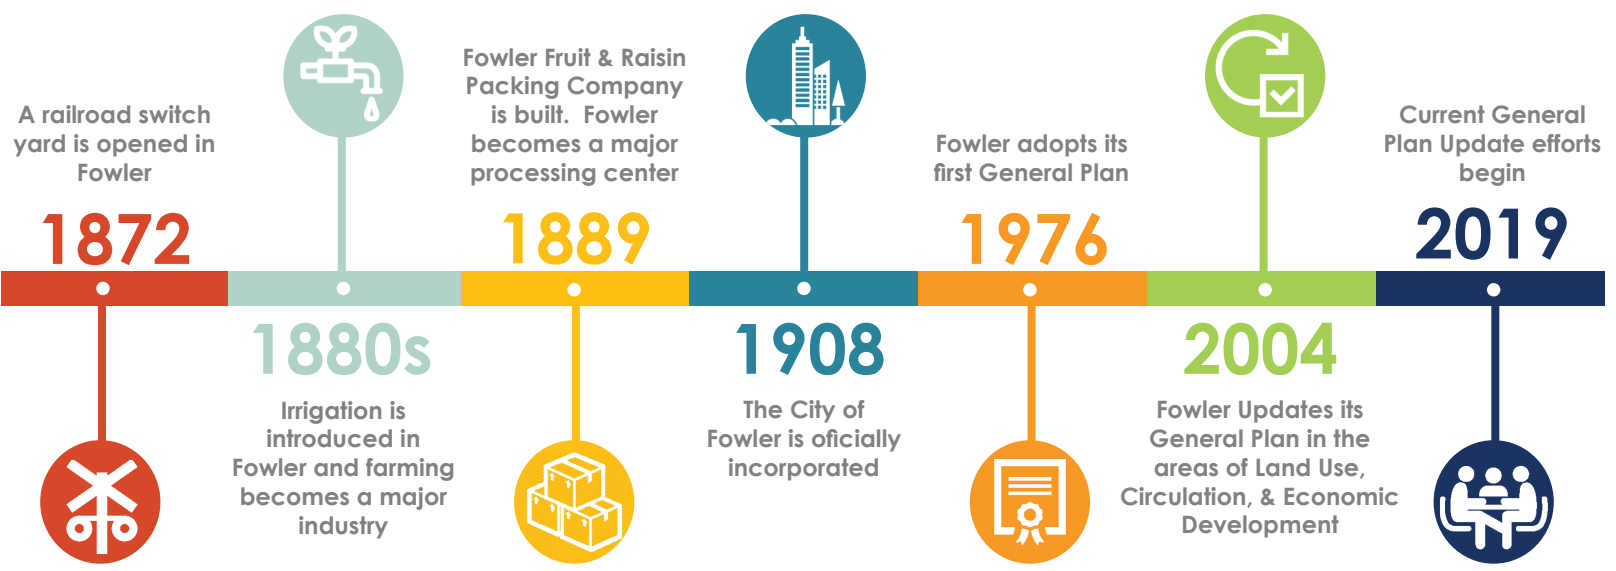 A railroad switch
yard is opened in
Fowler
1872
1880s
Irrigation is
introduced in
Fowler and farming
becomes a major
industry
Fowler Fruit & Raisin
Packing Company
is built.  Fowler
becomes a major
processing center
1889
1908
The City of
Fowler is oficially
incorporated
Fowler adopts its
first General Plan
1976
2004
Fowler Updates its
General Plan in the
areas of Land Use,
Circulation, & Economic
Development
Current General
Plan Update efforts
begin
2019